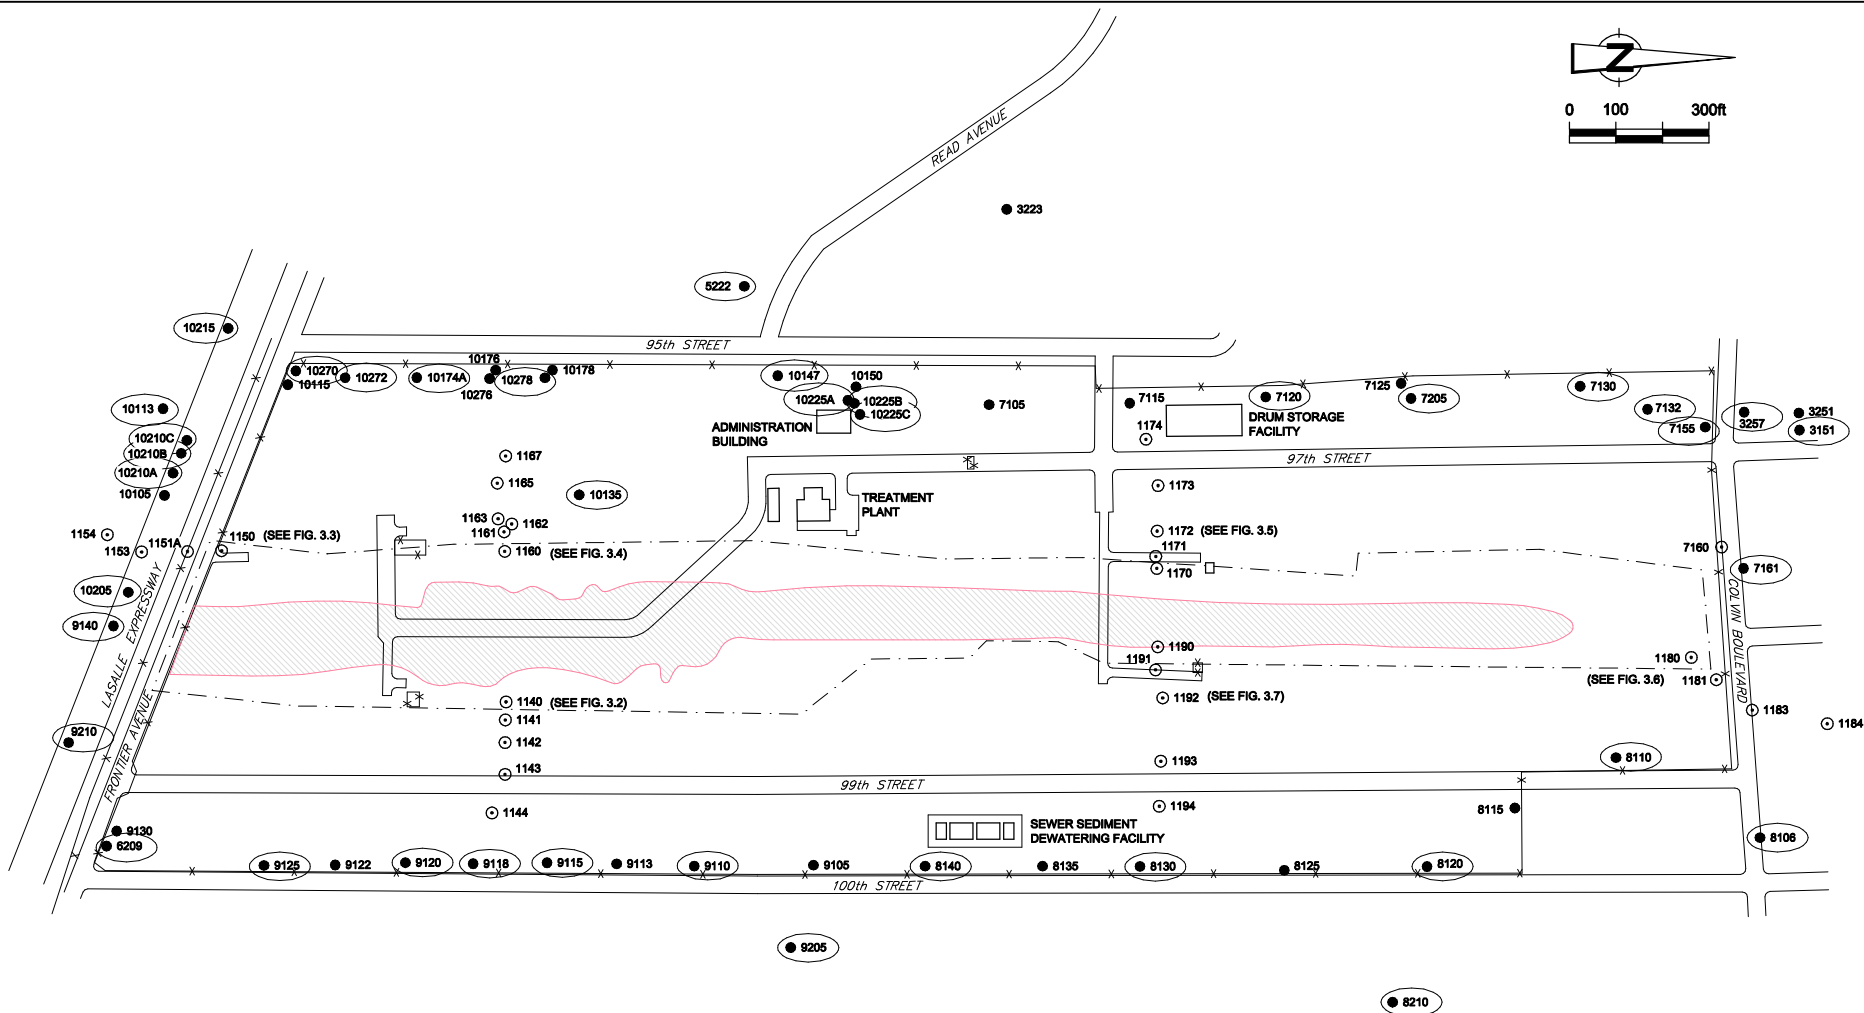 N
0 100 300ft
READ AVENUE
3223
5222
10215
95th STREET
10176
10270
10115
10272
10174A
10278
10178
10276
10147
10150
10225A
10225B
10225C
7105
7115
7120
7125
7205
7130
7132
7155
3257
3251
3151
10113
10210C
10210B
10210A
10105
ADMINISTRATION
BUILDING
DRUM STORAGE
FACILITY
1174
97th STREET
1167
1165
10135
1173
TREATMENT
PLANT
1163
1162
1161
1154
1153
1151A
1150 (SEE FIG. 3.3)
1160 (SEE FIG. 3.4)
1172 (SEE FIG. 3.5)
1171
1170
7160
7161
10205
9140
LASALLE EXPRESSWAY
COLVIN BOULEVARD
1190
1191
1180
(SEE FIG. 3.6) 1181
1192 (SEE FIG. 3.7)
1140 (SEE FIG. 3.2)
1141
1142
1143
1183
1184
9210
FRONTIER AVENUE
1193
8110
99th STREET
1144
1194
8115
SEWER SEDIMENT
DEWATERING FACILITY
9130
6209
8106
9125
9122
9120
9118
9115
9113
9110
9105
8140
8135
8130
8125
8120
100th STREET
9205
8210